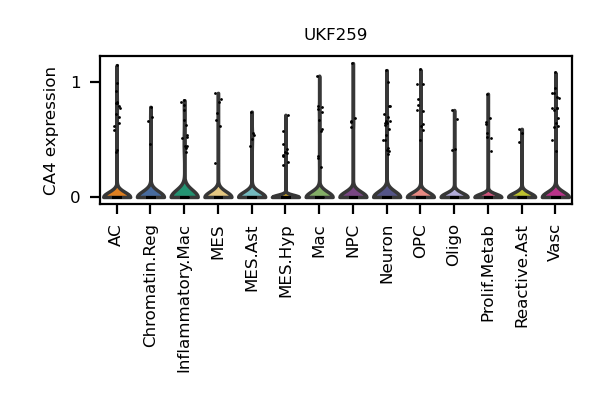 UKF259
CA4 expression
1
0
AC
Chromatin.Reg
Inflammatory.Mac
MES
MES.Ast
MES.Hyp
Mac
NPC
Neuron
OPC
Oligo
Prolif.Metab
Reactive.Ast
Vasc